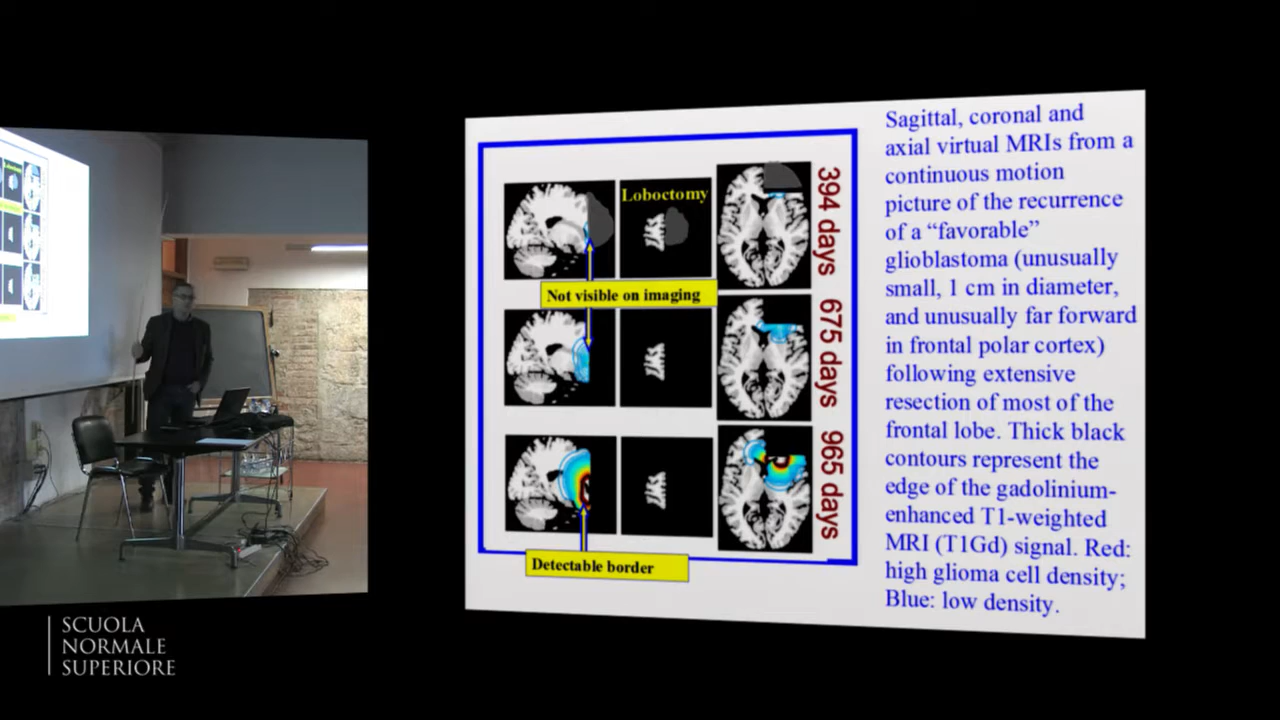 Loboctomy
394 days
Not visible on imaging
675 days
965 days
Detectable border
Sagittal, coronal and
axial virtual MRIs from a
continuous motion
picture of the recurrence
of a “favorable”
glioblastoma (unusually
small, 1 cm in diameter,
and unusually far forward
in frontal polar cortex)
following extensive
resection of most of the
frontal lobe. Thick black
contours represent the
edge of the gadolinium-
enhanced T1-weighted
MRI (T1Gd) signal. Red:
high glioma cell density;
Blue: low density.
SCUOLA
NORMALE
SUPERIORE